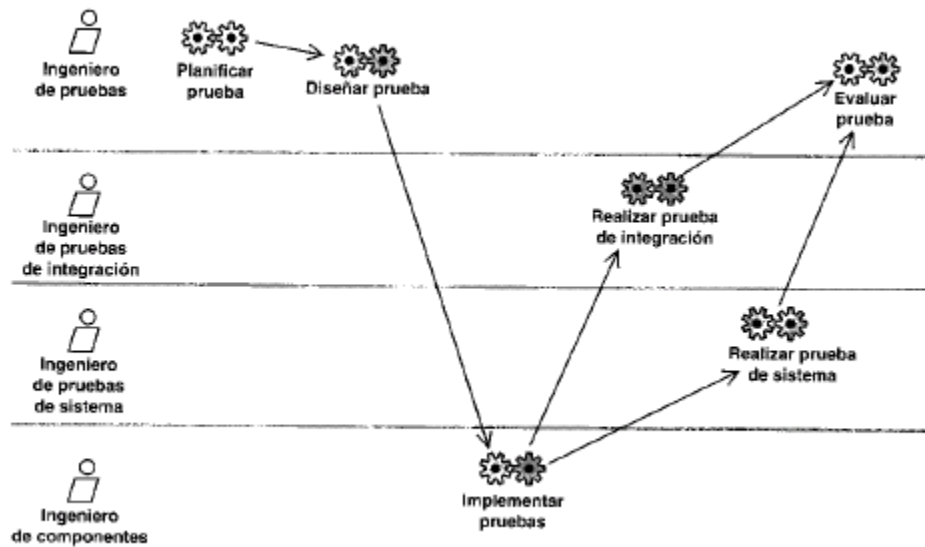 Ingeniero
de pruebas
Planificar
prueba
Diseñar prueba
Evaluar
prueba
Ingeniero
de pruebas
de integración
Realizar prueba
de integración
Ingeniero
de pruebas
de sistema
Realizar prueba
de sistema
Ingeniero
de componentes
Implementar
pruebas